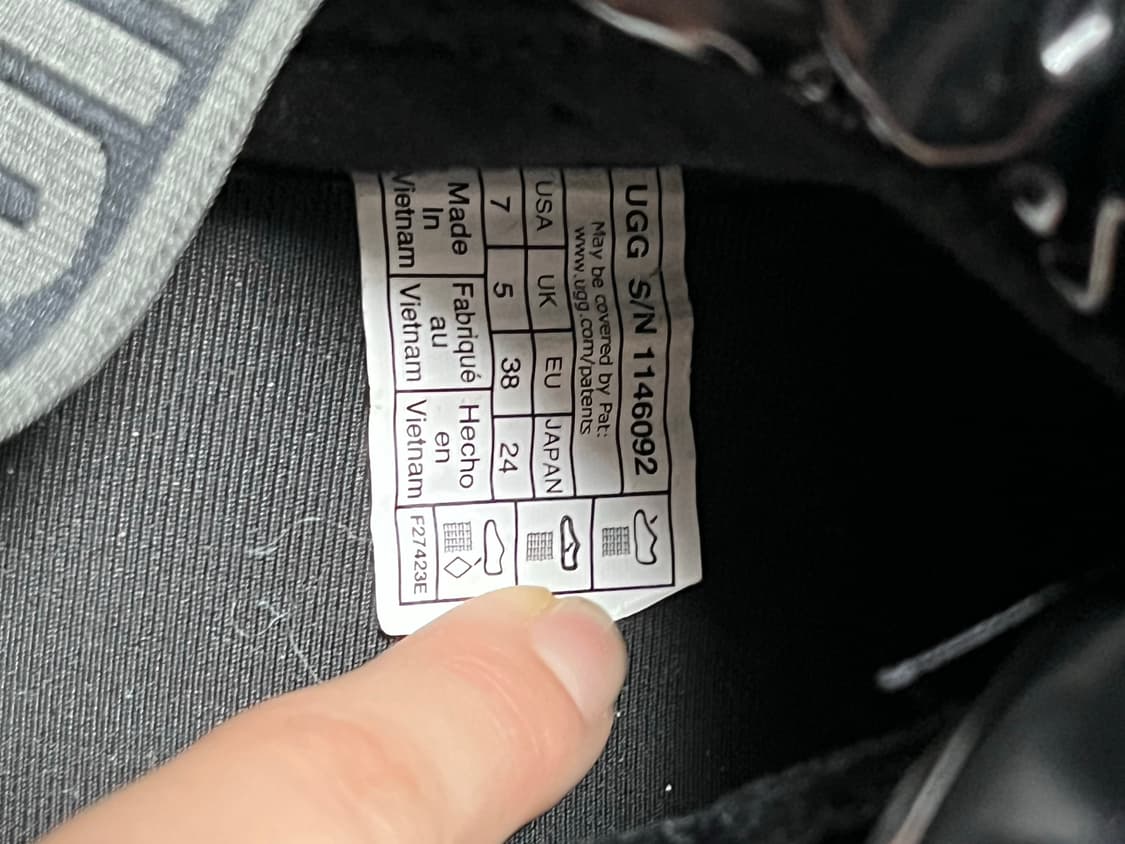 UGG S/N 1146092
May be covered by Pat:
www.ugg.com/patents
USA UK EU JAPAN
7 5 38 24
Made Fabriqué Hecho
In au en
Vietnam Vietnam Vietnam
F27423E